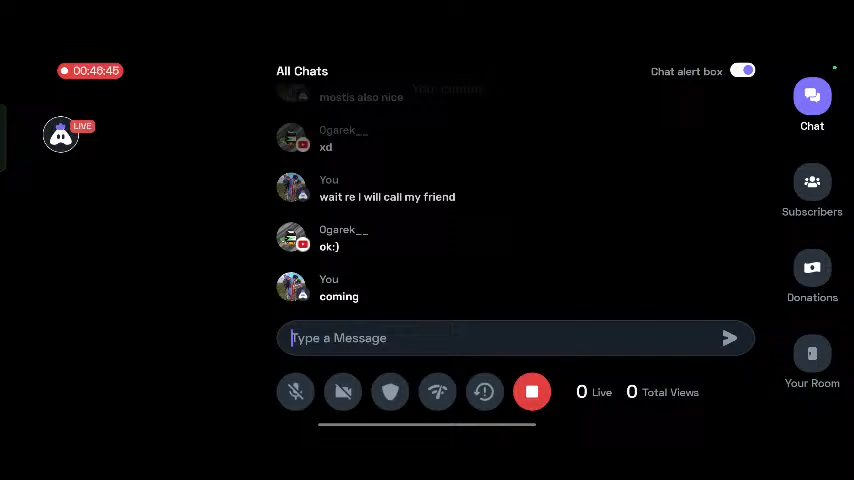 00:46:45
All Chats
Chat alert box
LIVE
mostis also nice
Ogarek__
xd
You
wait re I will call my friend
Ogarek__
ok:}
You
coming
Type a Message
0 Live 0 Total Views
Chat
Subscribers
Donations
Your Room